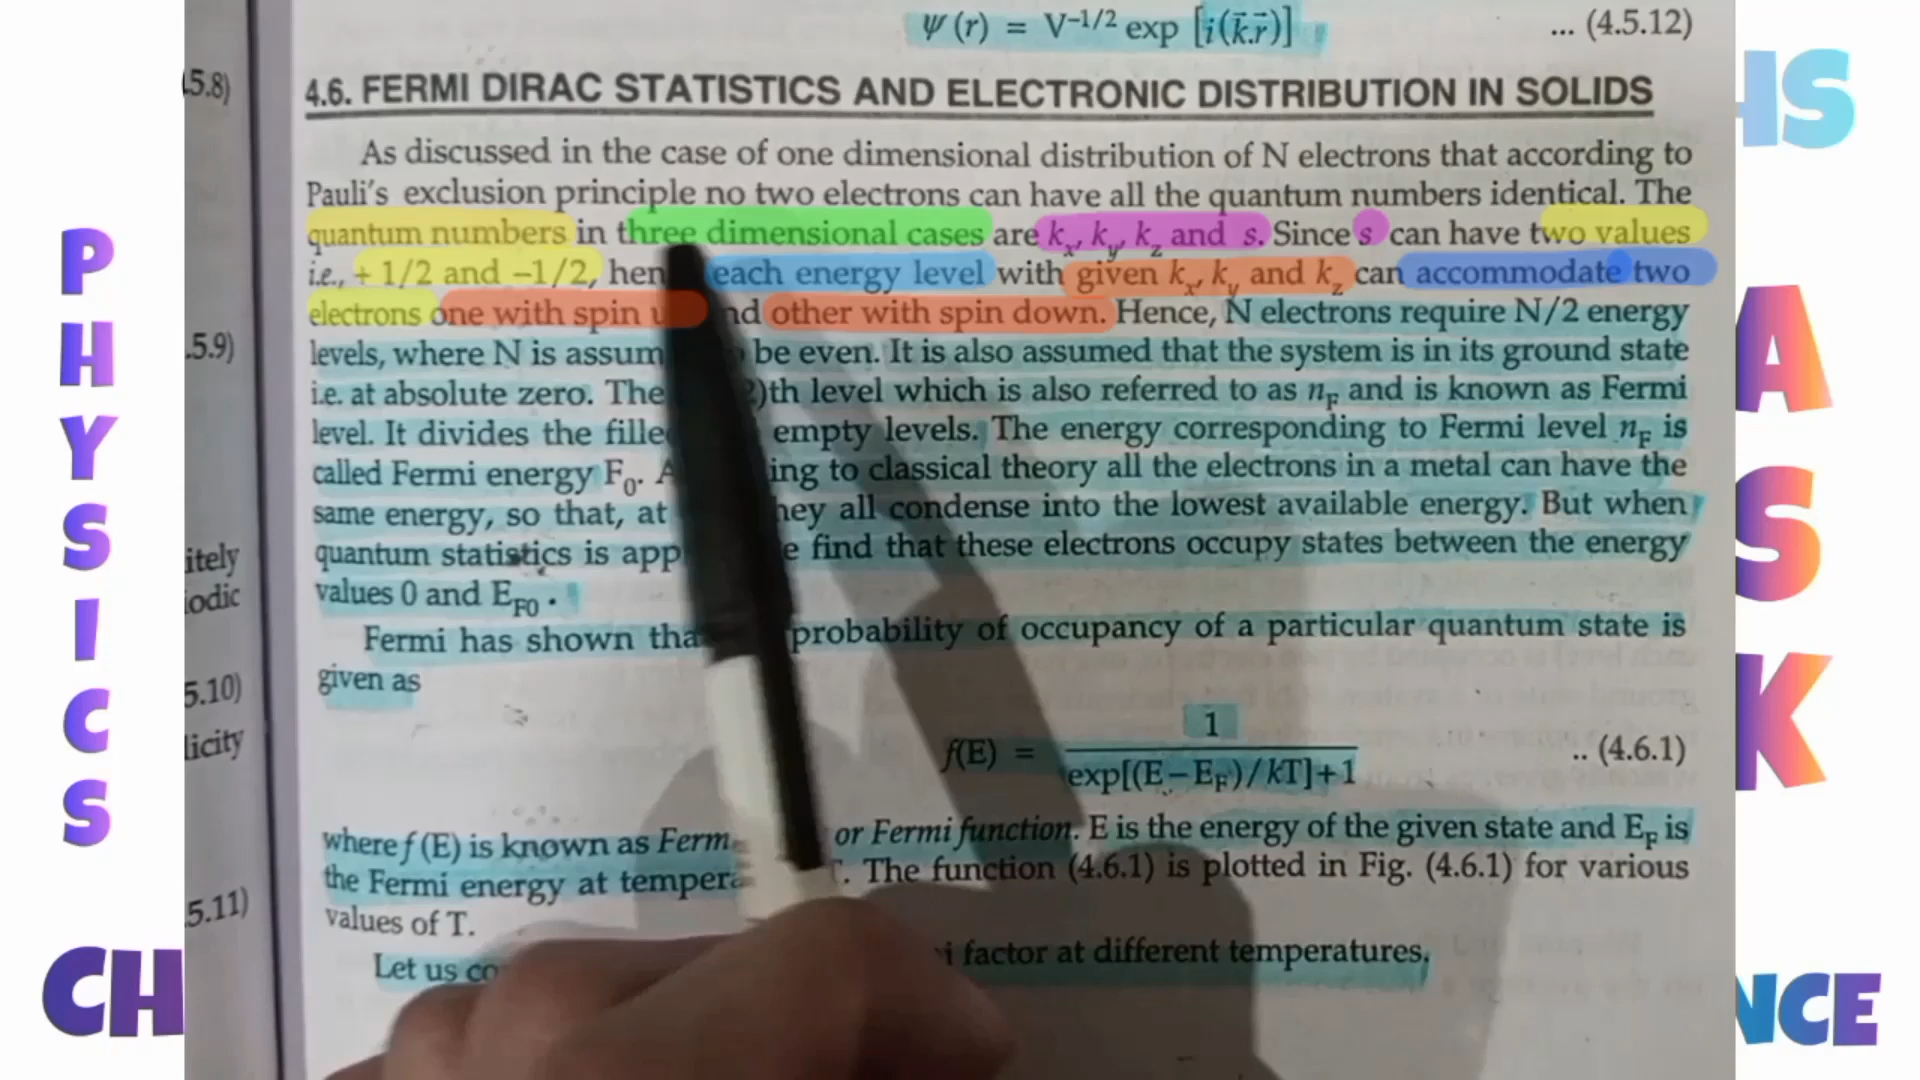 ψ (r) = V⁻¹/² exp [i(k⃗.r⃗)] ... (4.5.12)
4.6. FERMI DIRAC STATISTICS AND ELECTRONIC DISTRIBUTION IN SOLIDS
As discussed in the case of one dimensional distribution of N electrons that according to
Pauli's exclusion principle no two electrons can have all the quantum numbers identical. The
quantum numbers in three dimensional cases are kx, ky, kz and s. Since s can have two values
i.e., + 1/2 and –1/2, each energy level with given kx, ky and kz can accommodate two
electrons one with spin other with spin down. Hence, N electrons require N/2 energy
levels, where N is be even. It is also assumed that the system is in its ground state
i.e. at absolute zero. The )th level which is also referred to as nF and is known as Fermi
level. It divides the empty levels. The energy corresponding to Fermi level nF is
called Fermi energy F₀. to classical theory all the electrons in a metal can have the
same energy, so that, at all condense into the lowest available energy. But when
quantum statistics is find that these electrons occupy states between the energy
values 0 and EF0 .
Fermi has shown probability of occupancy of a particular quantum state is
given as
f(E) = 1 / exp[(E – EF)/kT]+1 .. (4.6.1)
where f (E) is known as or Fermi function. E is the energy of the given state and EF is
the Fermi energy at . The function (4.6.1) is plotted in Fig. (4.6.1) for various
values of T.
Let us factor at different temperatures.
5.8)
.5.9)
itely
iodic
5.10)
licity
5.11)
PHYSICS
CH
HS
ASK
NCE